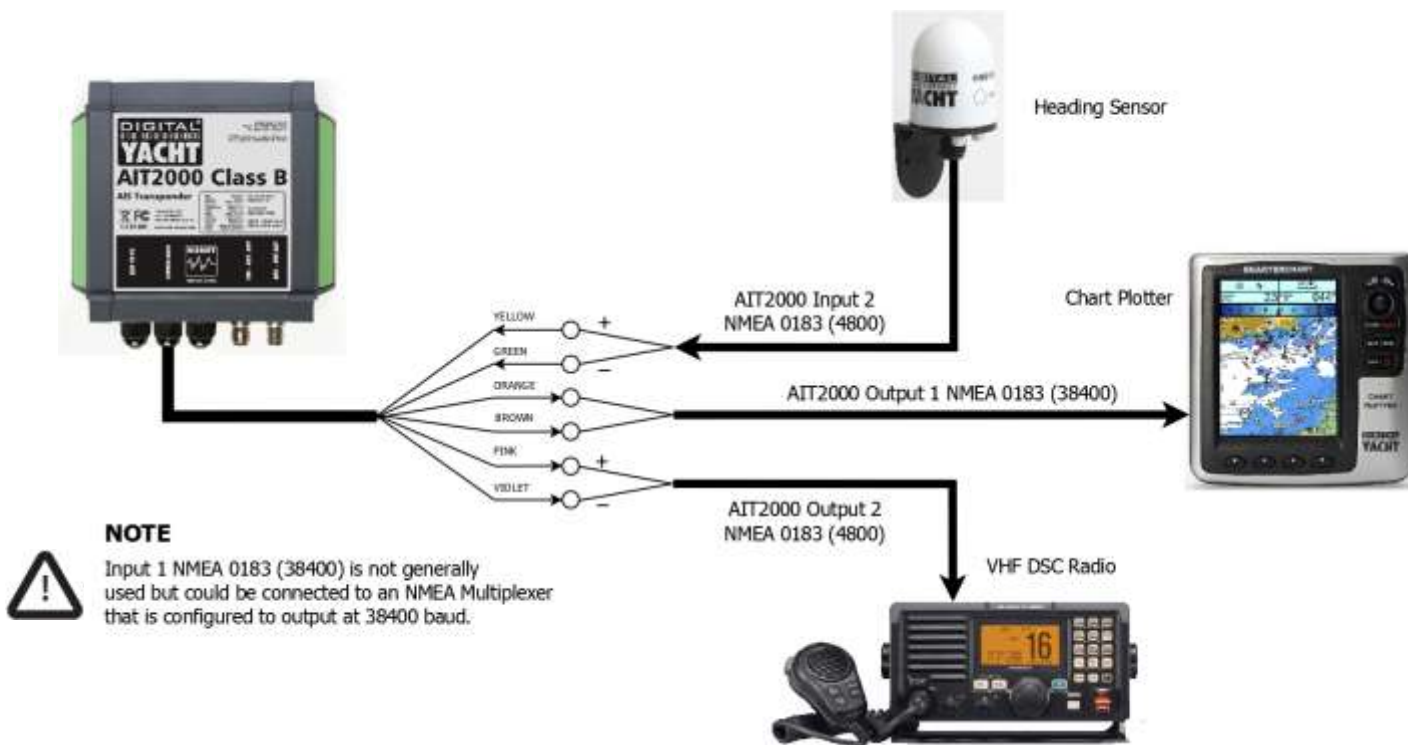 DIGITAL
YACHT
AIT2000 Class B
AIS Transponder
YACHT
Heading Sensor
AIT2000 Input 2
NMEA 0183 (4800)
Chart Plotter
YELLOW
+
GREEN
−
ORANGE
AIT2000 Output 1 NMEA 0183 (38400)
BROWN
PINK
+
VIOLET
−
AIT2000 Output 2
NMEA 0183 (4800)
CHART
PLOTTER
YACHT
NOTE
!
Input 1 NMEA 0183 (38400) is not generally
used but could be connected to an NMEA Multiplexer
that is configured to output at 38400 baud.
VHF DSC Radio
16